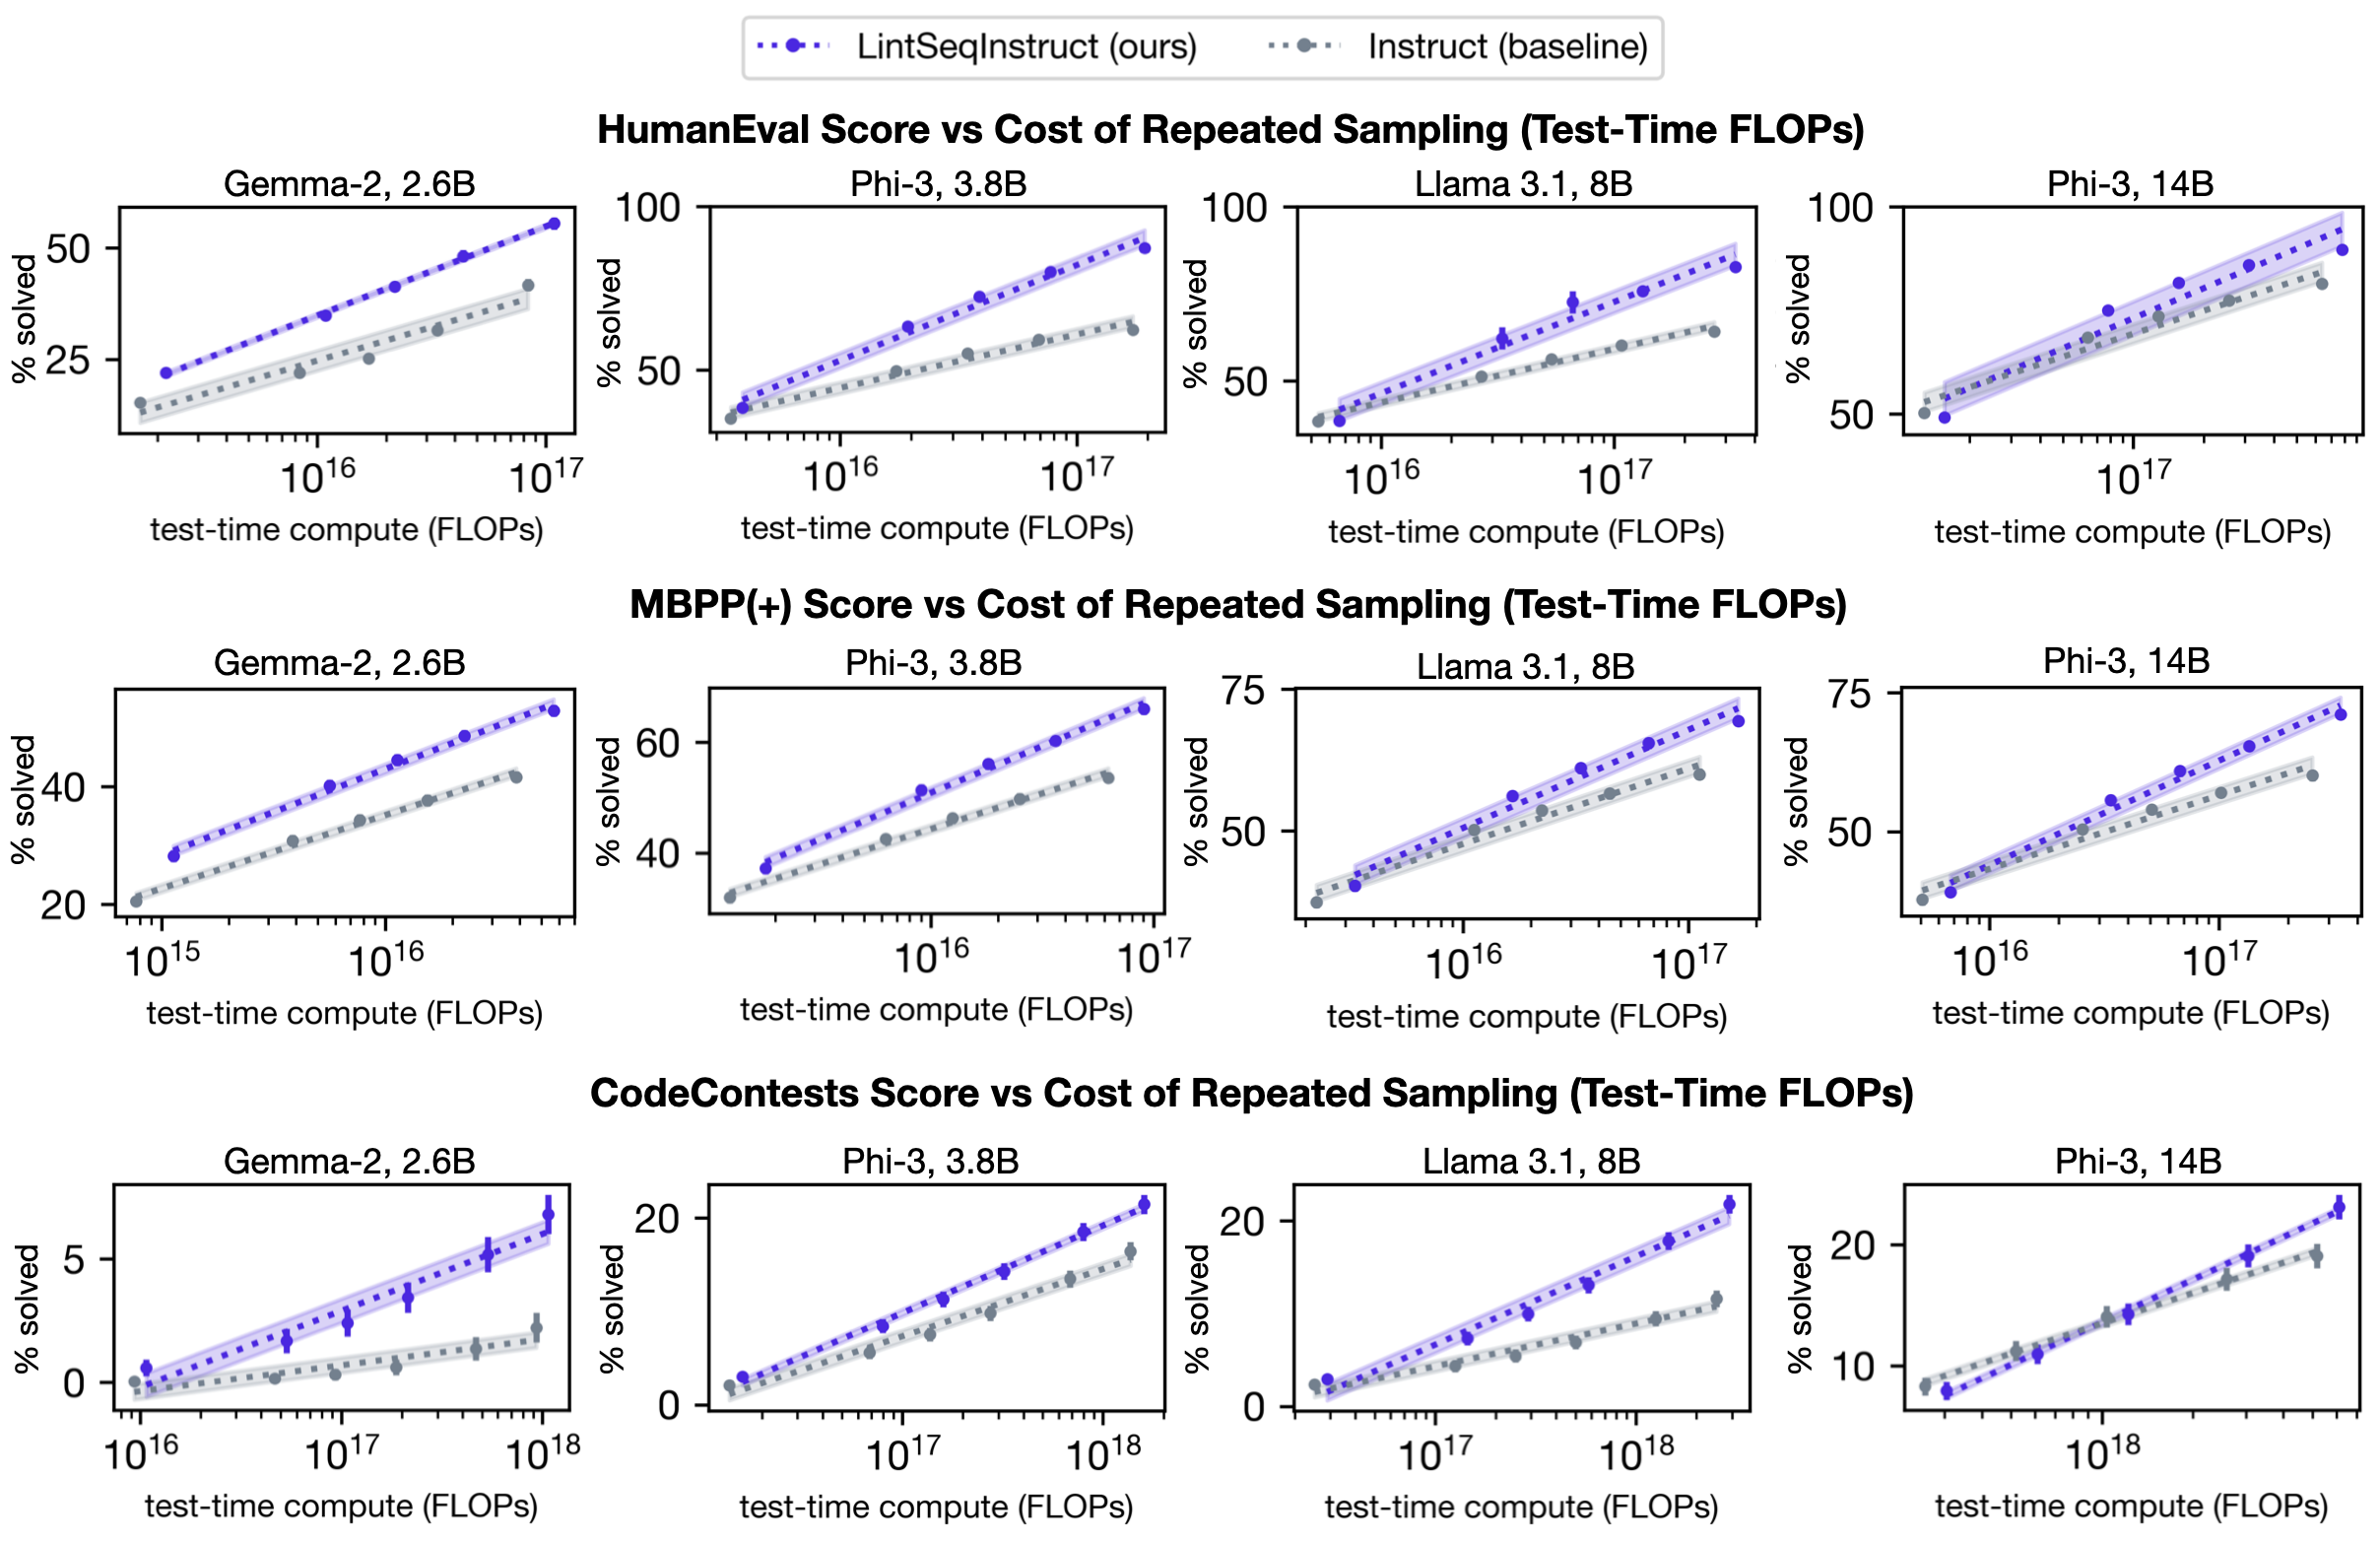 LintSeqInstruct (ours) Instruct (baseline)
HumanEval Score vs Cost of Repeated Sampling (Test-Time FLOPs)
Gemma-2, 2.6B
% solved
50
25
10^16 10^17
test-time compute (FLOPs)
Phi-3, 3.8B
% solved
100
50
10^16 10^17
test-time compute (FLOPs)
Llama 3.1, 8B
% solved
100
50
10^16 10^17
test-time compute (FLOPs)
Phi-3, 14B
% solved
100
50
10^17
test-time compute (FLOPs)
MBPP(+) Score vs Cost of Repeated Sampling (Test-Time FLOPs)
Gemma-2, 2.6B
% solved
40
20
10^15 10^16
test-time compute (FLOPs)
Phi-3, 3.8B
% solved
60
40
10^16 10^17
test-time compute (FLOPs)
Llama 3.1, 8B
% solved
75
50
10^16 10^17
test-time compute (FLOPs)
Phi-3, 14B
% solved
75
50
10^16 10^17
test-time compute (FLOPs)
CodeContests Score vs Cost of Repeated Sampling (Test-Time FLOPs)
Gemma-2, 2.6B
% solved
5
0
10^16 10^17 10^18
test-time compute (FLOPs)
Phi-3, 3.8B
% solved
20
0
10^17 10^18
test-time compute (FLOPs)
Llama 3.1, 8B
% solved
20
0
10^17 10^18
test-time compute (FLOPs)
Phi-3, 14B
% solved
20
10
10^18
test-time compute (FLOPs)